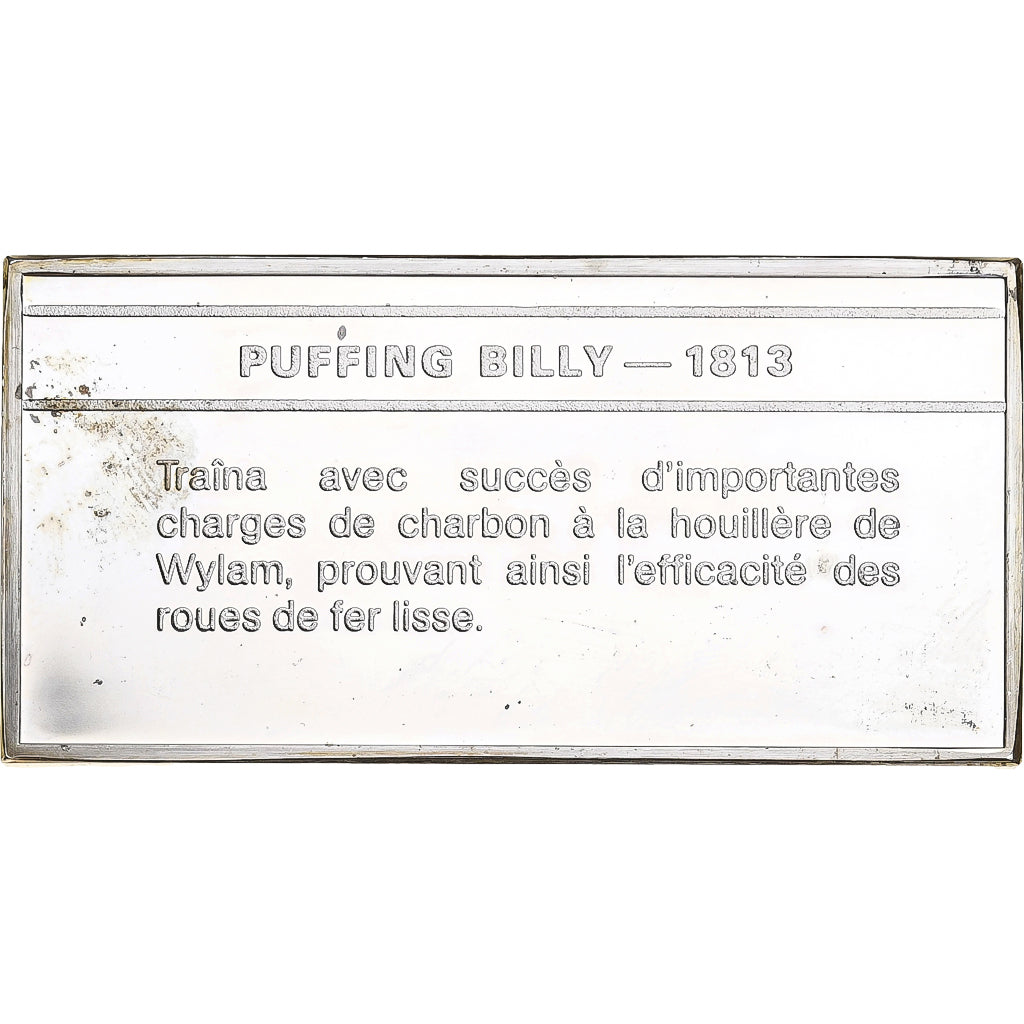 PUFFING BILLY — 1813
Traîna avec succès d'importantes
charges de charbon à la houillère de
Wylam, prouvant ainsi l'efficacité des
roues de fer lisse.